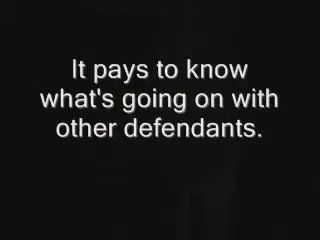 It pays to know
what's going on with
other defendants.